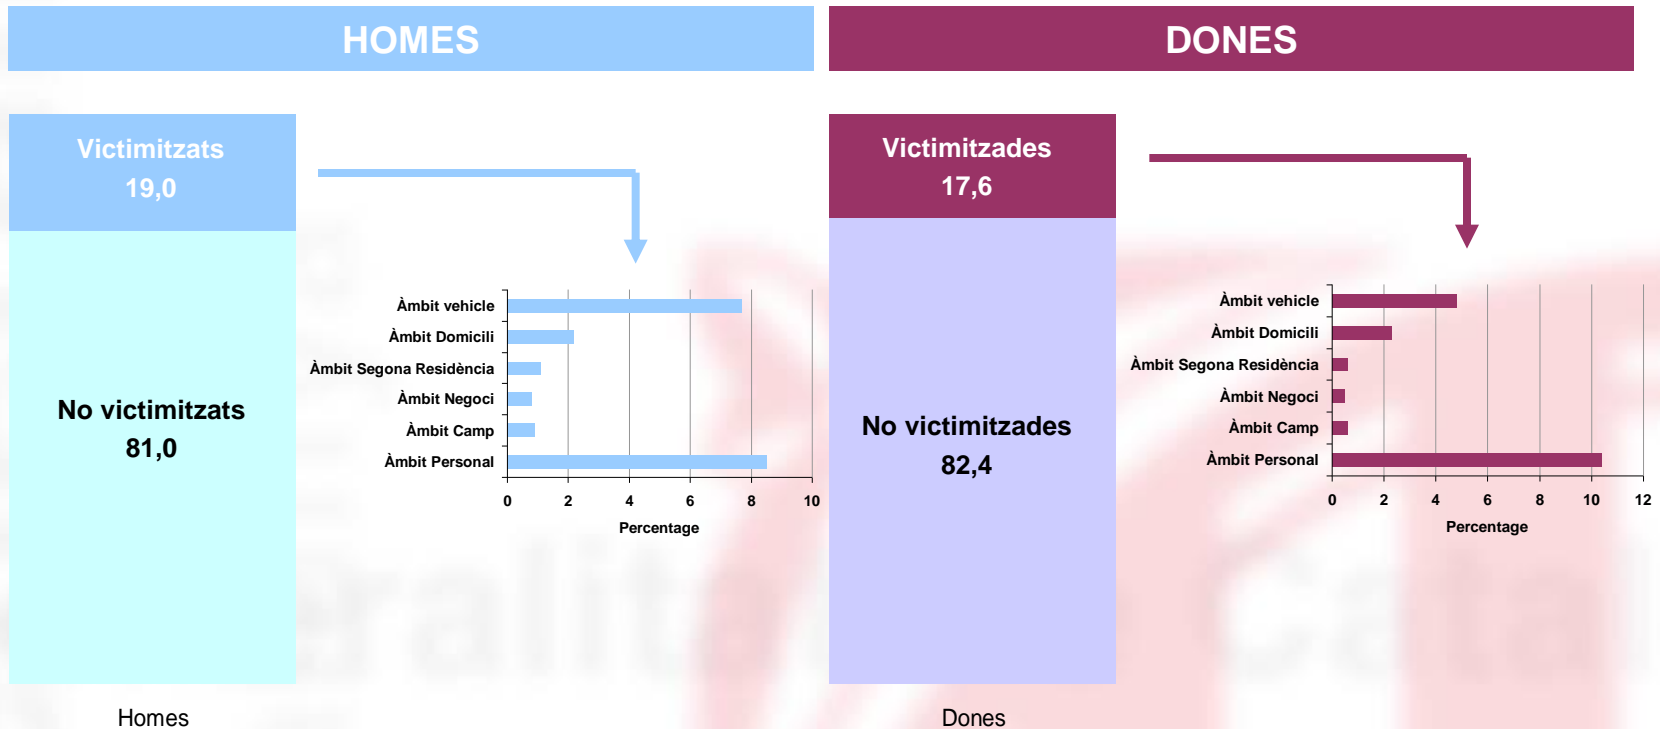 HOMES
Victimitzats
19,0
No victimitzats
81,0
Homes
Àmbit vehicle
Àmbit Domicili
Àmbit Segona Residència
Àmbit Negoci
Àmbit Camp
Àmbit Personal
0 2 4 6 8 10
Percentage
DONES
Victimitzades
17,6
No victimitzades
82,4
Dones
Àmbit vehicle
Àmbit Domicili
Àmbit Segona Residència
Àmbit Negoci
Àmbit Camp
Àmbit Personal
0 2 4 6 8 10 12
Percentage